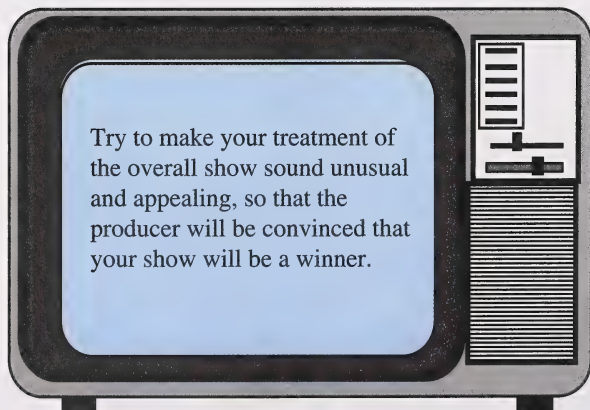 Try to make your treatment of
the overall show sound unusual
and appealing, so that the
producer will be convinced that
your show will be a winner.